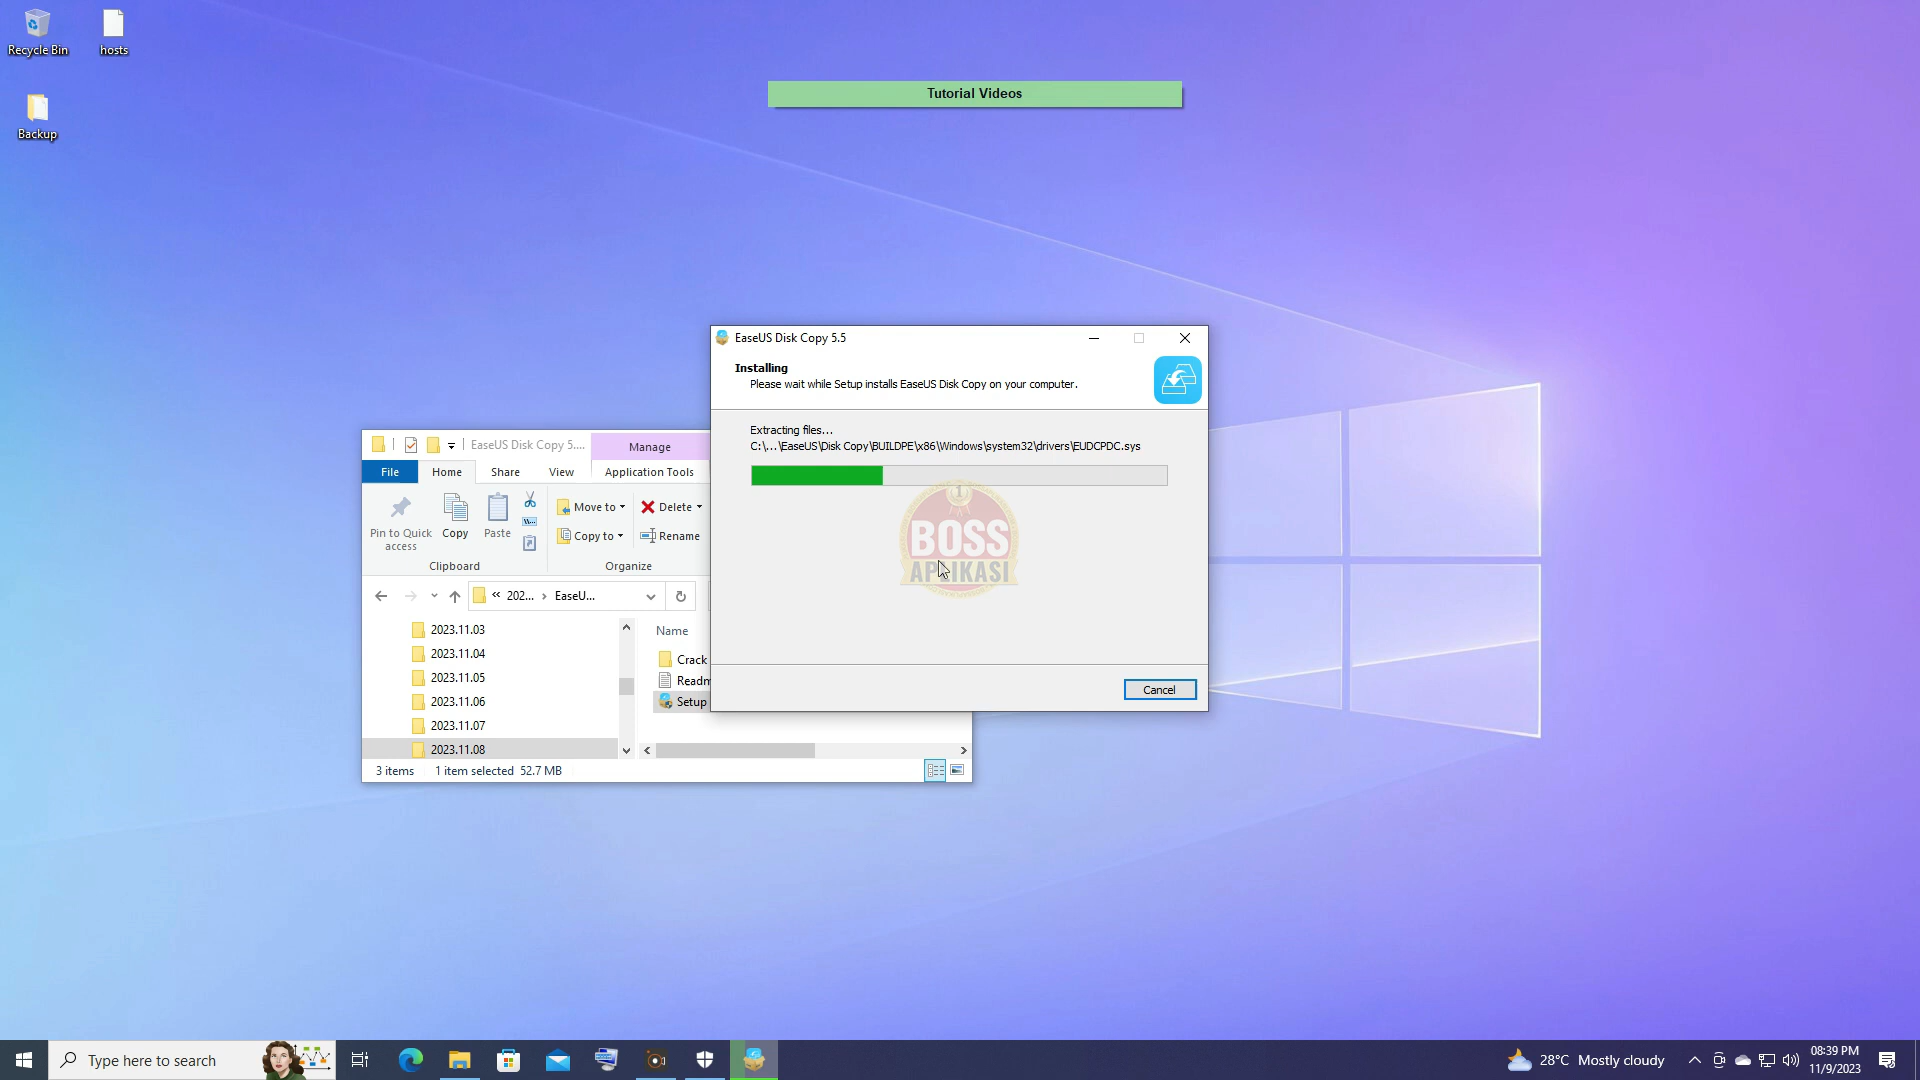 Recycle Bin
hosts
Backup
Tutorial Videos
EaseUS Disk Copy 5.5
Installing
Please wait while Setup installs EaseUS Disk Copy on your computer.
Extracting files...
C:\...\EaseUS\Disk Copy\BUILDPE\x86\Windows\system32\drivers\EUDCPDC.sys
1
BOSS
APLIKASI
Cancel
EaseUS Disk Copy 5....
Manage
File
Home
Share
View
Application Tools
Pin to Quick access
Copy
Paste
Move to
Copy to
Delete
Rename
Clipboard
Organize
« 202... › EaseU...
2023.11.03
2023.11.04
2023.11.05
2023.11.06
2023.11.07
2023.11.08
Name
Crack
Readm
Setup
3 items
1 item selected 52.7 MB
Type here to search
28°C Mostly cloudy
08:39 PM
11/9/2023